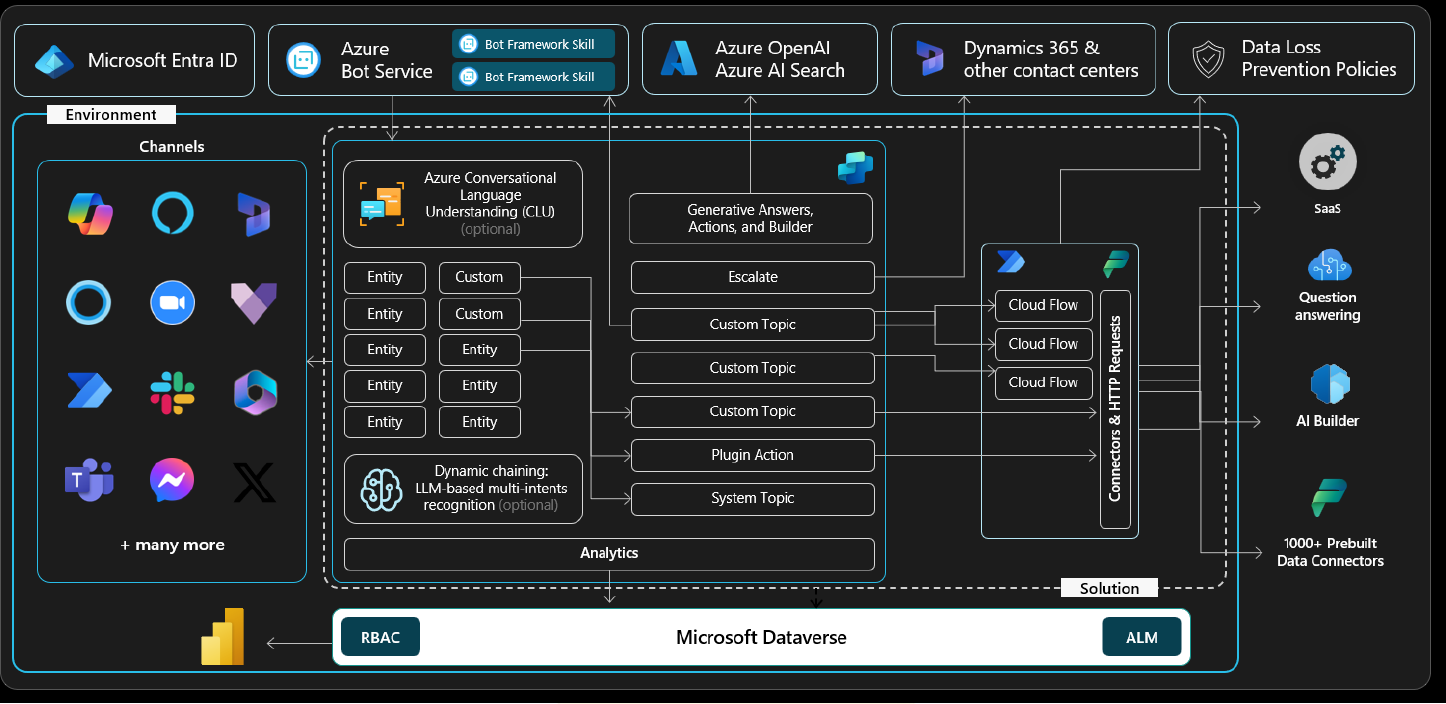 Microsoft Entra ID
Azure
Bot Service
Bot Framework Skill
Bot Framework Skill
Azure OpenAI
Azure AI Search
Dynamics 365 &
other contact centers
Data Loss
Prevention Policies
Environment
Channels
+ many more
Azure Conversational
Language
Understanding (CLU)
(optional)
Entity
Custom
Entity
Custom
Entity
Entity
Entity
Entity
Entity
Entity
Dynamic chaining:
LLM-based multi-intents
recognition (optional)
Generative Answers,
Actions, and Builder
Escalate
Custom Topic
Custom Topic
Custom Topic
Plugin Action
System Topic
Analytics
Cloud Flow
Cloud Flow
Cloud Flow
Connectors & HTTP Requests
SaaS
Question
answering
AI Builder
1000+ Prebuilt
Data Connectors
Solution
RBAC
Microsoft Dataverse
ALM
T